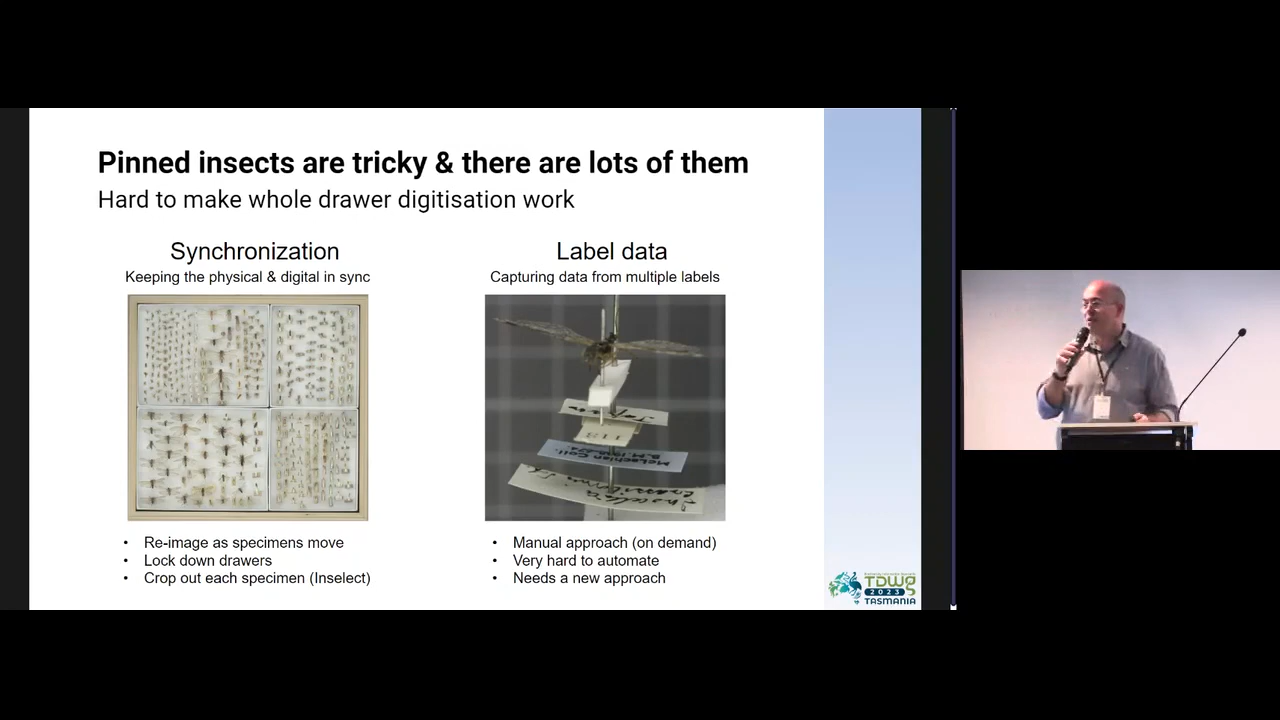 Pinned insects are tricky & there are lots of them
Hard to make whole drawer digitisation work
Synchronization
Keeping the physical & digital in sync
• Re-image as specimens move
• Lock down drawers
• Crop out each specimen (Inselect)
Label data
Capturing data from multiple labels
McLachlan Coll.
• Manual approach (on demand)
• Very hard to automate
• Needs a new approach
TDWG
2023
TASMANIA